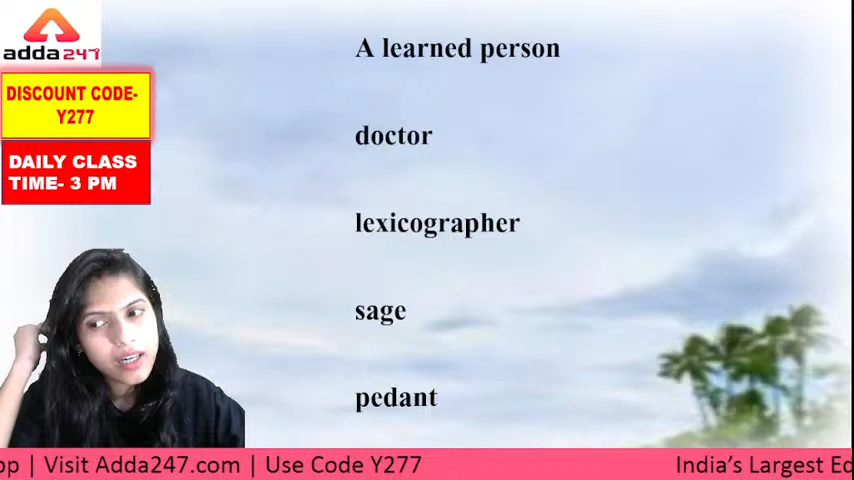 adda247
DISCOUNT CODE-
Y277
DAILY CLASS
TIME- 3 PM
A learned person
doctor
lexicographer
sage
pedant
pp | Visit Adda247.com | Use Code Y277
India's Largest Ed